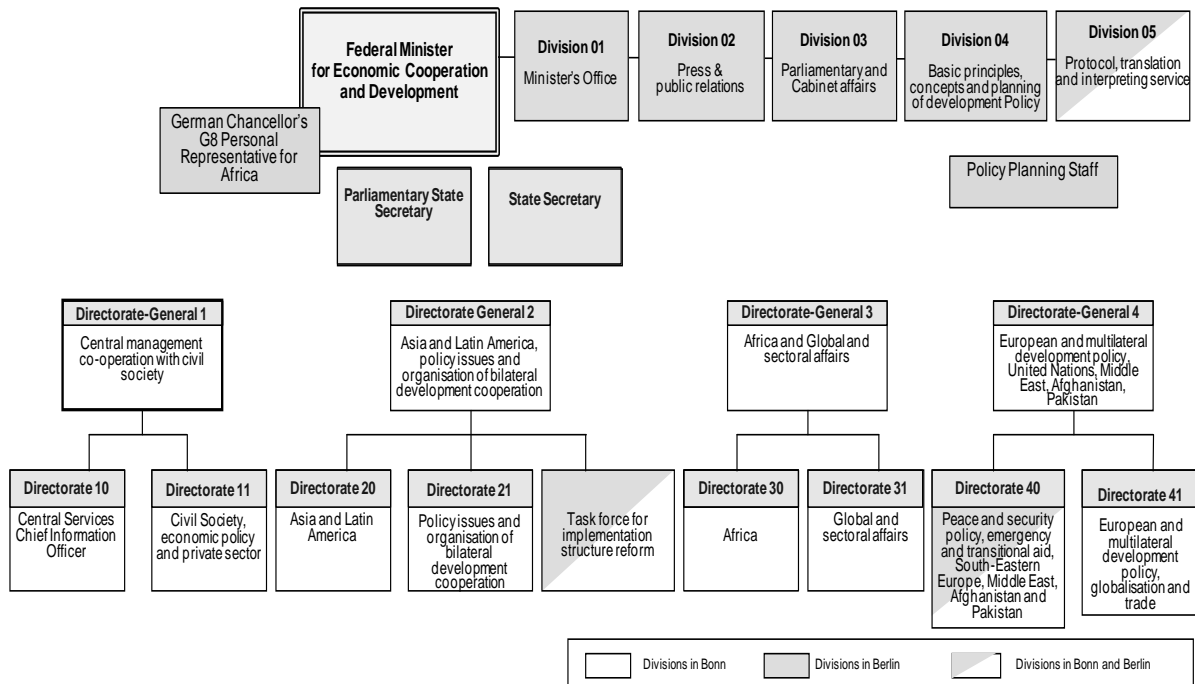 Federal Minister
for Economic Cooperation
and Development
Division 01
Minister's Office
Division 02
Press &
public relations
Division 03
Parliamentary and
Cabinet affairs
Division 04
Basic principles,
concepts and planning
of development Policy
Division 05
Protocol, translation
and interpreting service
German Chancellor's
G8 Personal
Representative for
Africa
Policy Planning Staff
Parliamentary State
Secretary
State Secretary
Directorate-General 1
Central management
co-operation with civil
society
Directorate General 2
Asia and Latin America,
policy issues and
organisation of bilateral
development cooperation
Directorate-General 3
Africa and Global and
sectoral affairs
Directorate-General 4
European and multilateral
development policy,
United Nations, Middle
East, Afghanistan,
Pakistan
Directorate 10
Central Services
Chief Information
Officer
Directorate 11
Civil Society,
economic policy
and private sector
Directorate 20
Asia and Latin
America
Directorate 21
Policy issues and
organisation of
bilateral
development
cooperation
Task force for
implementation
structure reform
Directorate 30
Africa
Directorate 31
Global and
sectoral affairs
Directorate 40
Peace and security
policy, emergency
and transitional aid,
South-Eastern
Europe, Middle East,
Afghanistan and
Pakistan
Directorate 41
European and
multilateral
development
policy,
globalisation and
trade
Divisions in Bonn
Divisions in Berlin
Divisions in Bonn and Berlin